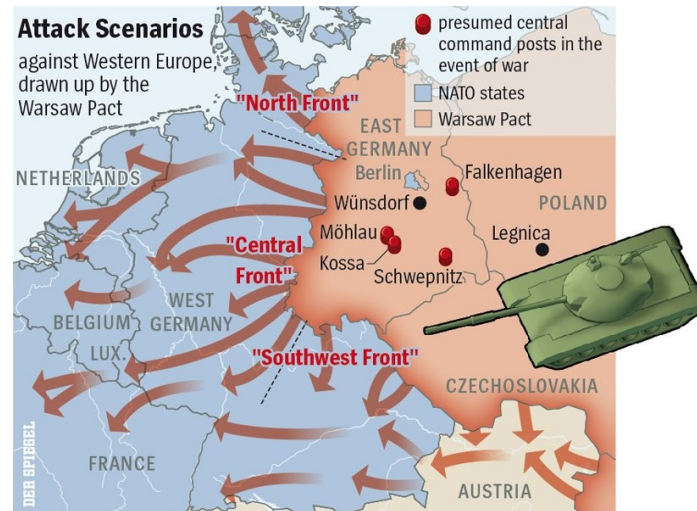 Attack Scenarios
against Western Europe,
drawn up by the
Warsaw Pact
presumed central
command posts in the
event of war
NATO states
Warsaw Pact
"North Front"
EAST
GERMANY
Berlin
Falkenhagen
NETHERLANDS
Wünsdorf
POLAND
Möhlau
Legnica
"Central
Front"
Kossa
Schwepnitz
WEST
GERMANY
BELGIUM
LUX.
"Southwest Front"
CZECHOSLOVAKIA
FRANCE
AUSTRIA
DER SPIEGEL